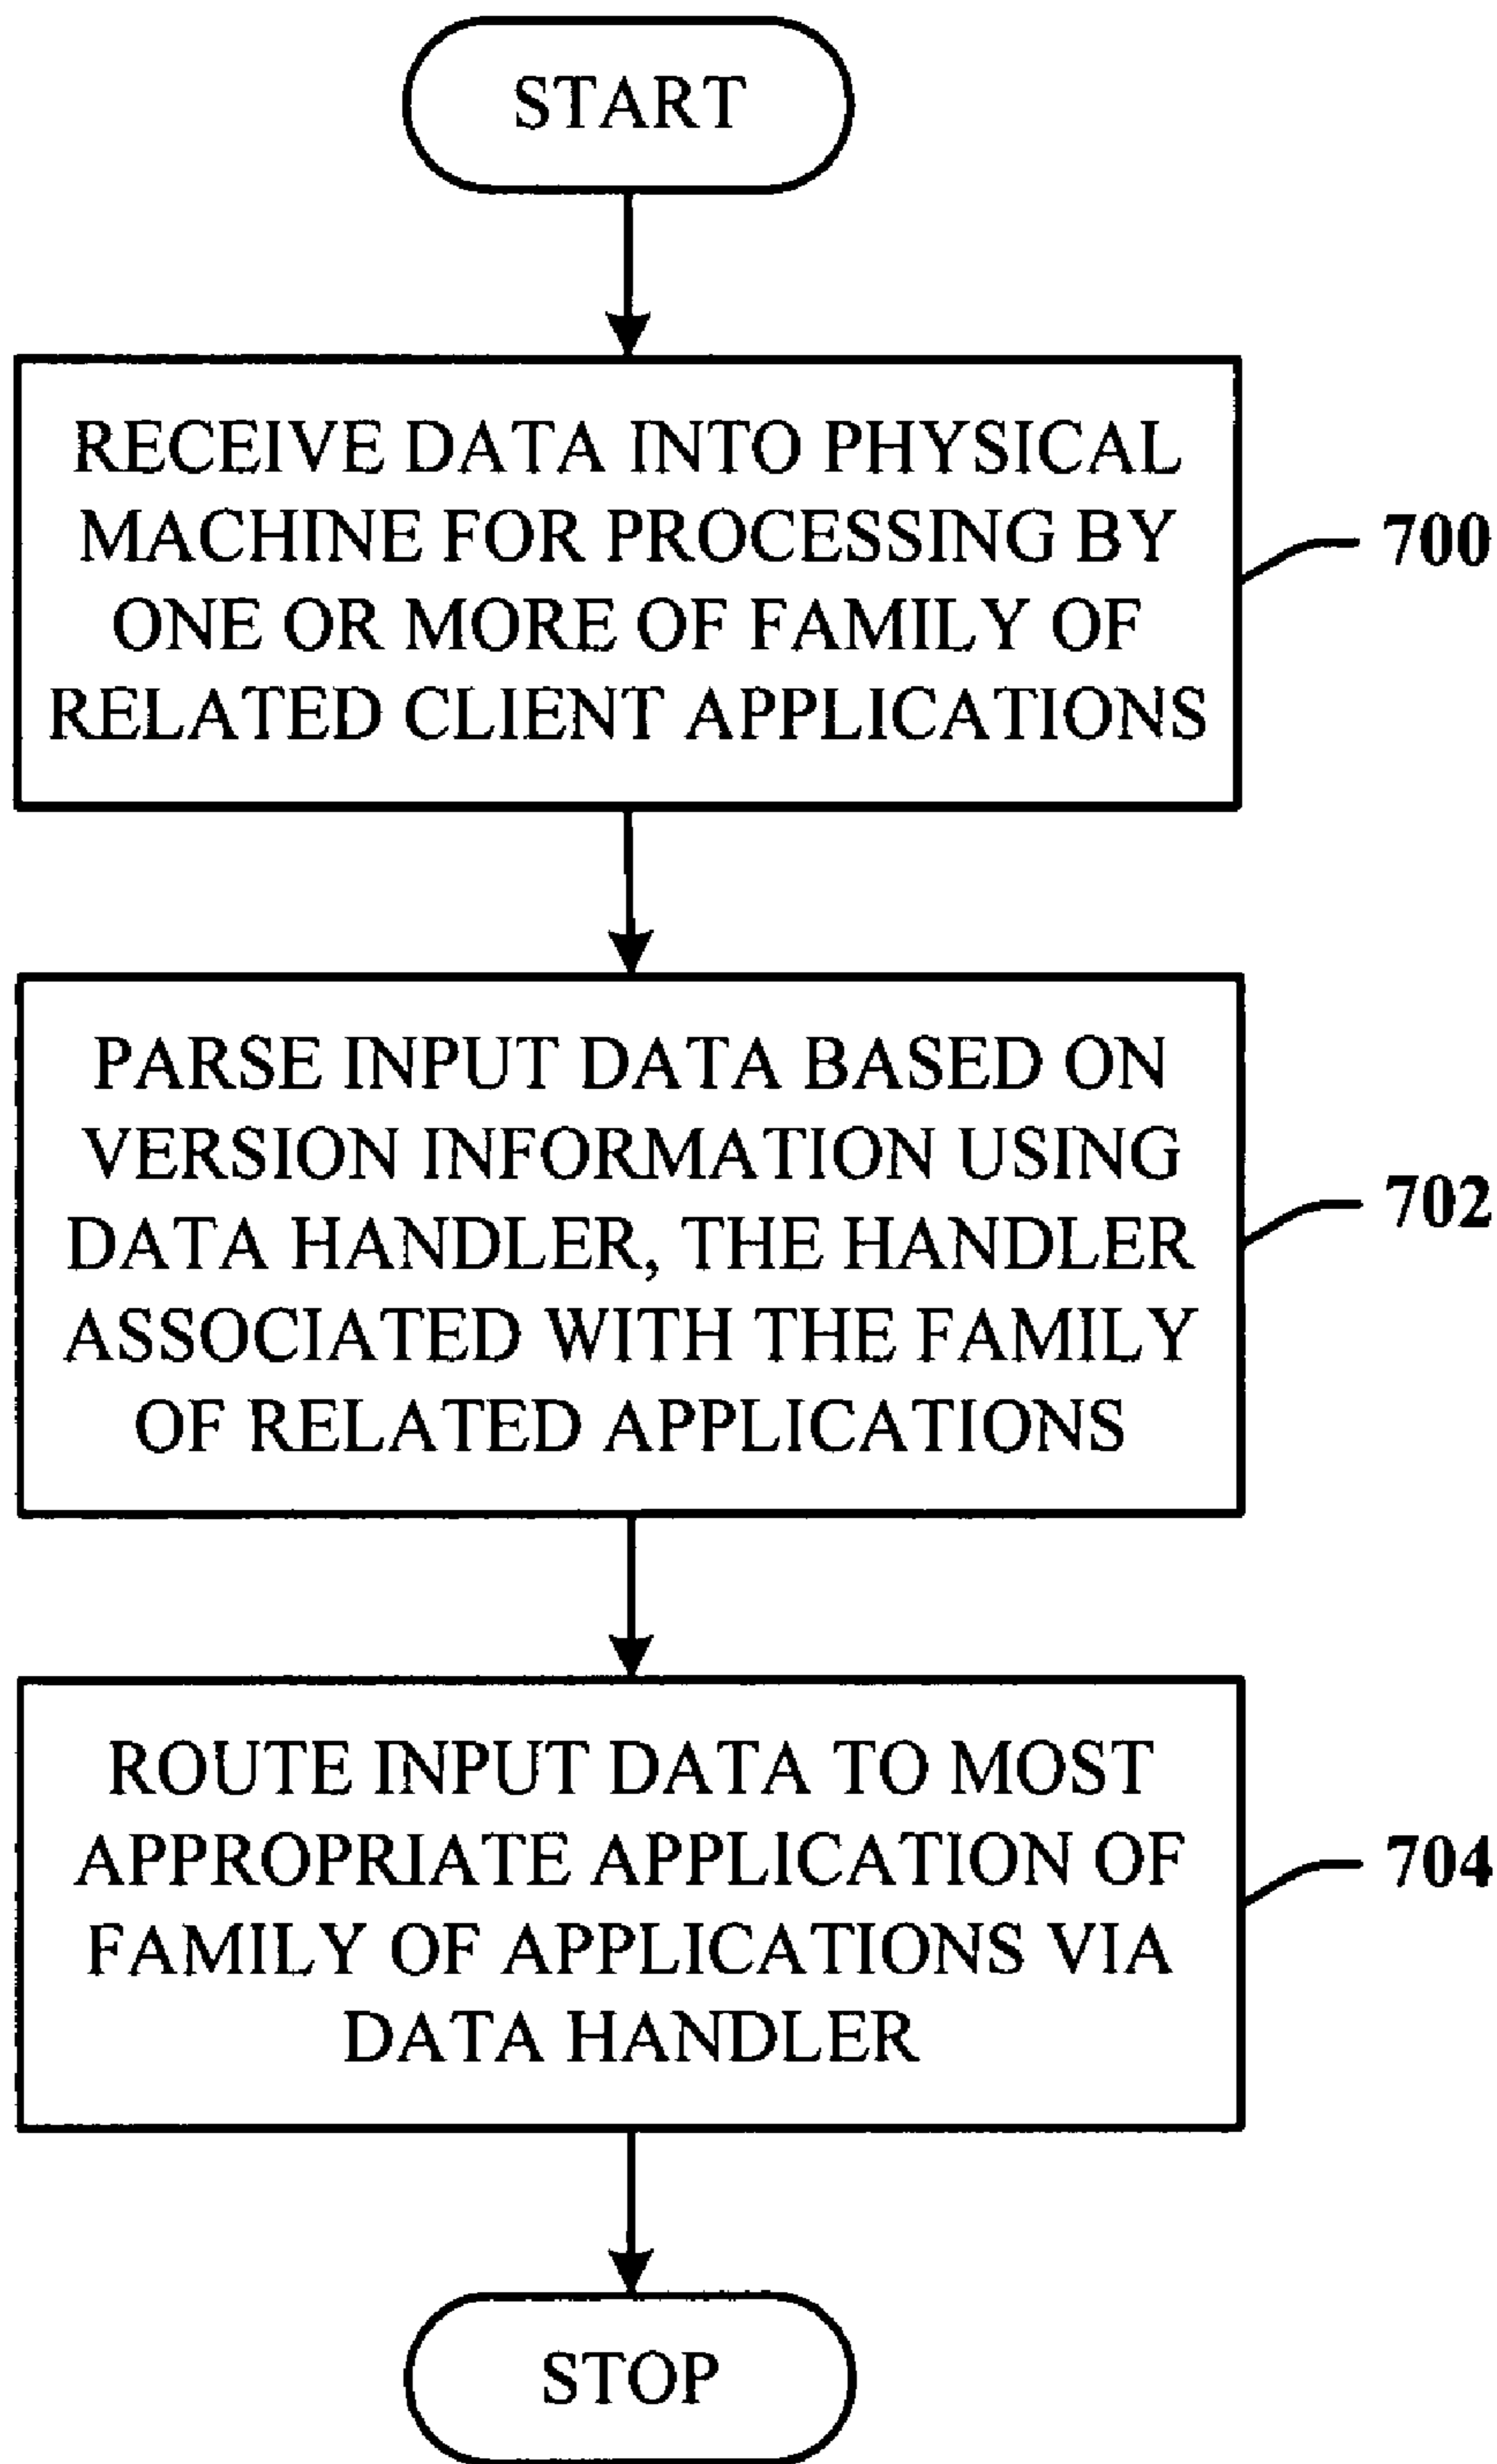 START
RECEIVE DATA INTO PHYSICAL
MACHINE FOR PROCESSING BY
ONE OR MORE OF FAMILY OF
RELATED CLIENT APPLICATIONS
700
PARSE INPUT DATA BASED ON
VERSION INFORMATION USING
DATA HANDLER, THE HANDLER
ASSOCIATED WITH THE FAMILY
OF RELATED APPLICATIONS
702
ROUTE INPUT DATA TO MOST
APPROPRIATE APPLICATION OF
FAMILY OF APPLICATIONS VIA
DATA HANDLER
704
STOP